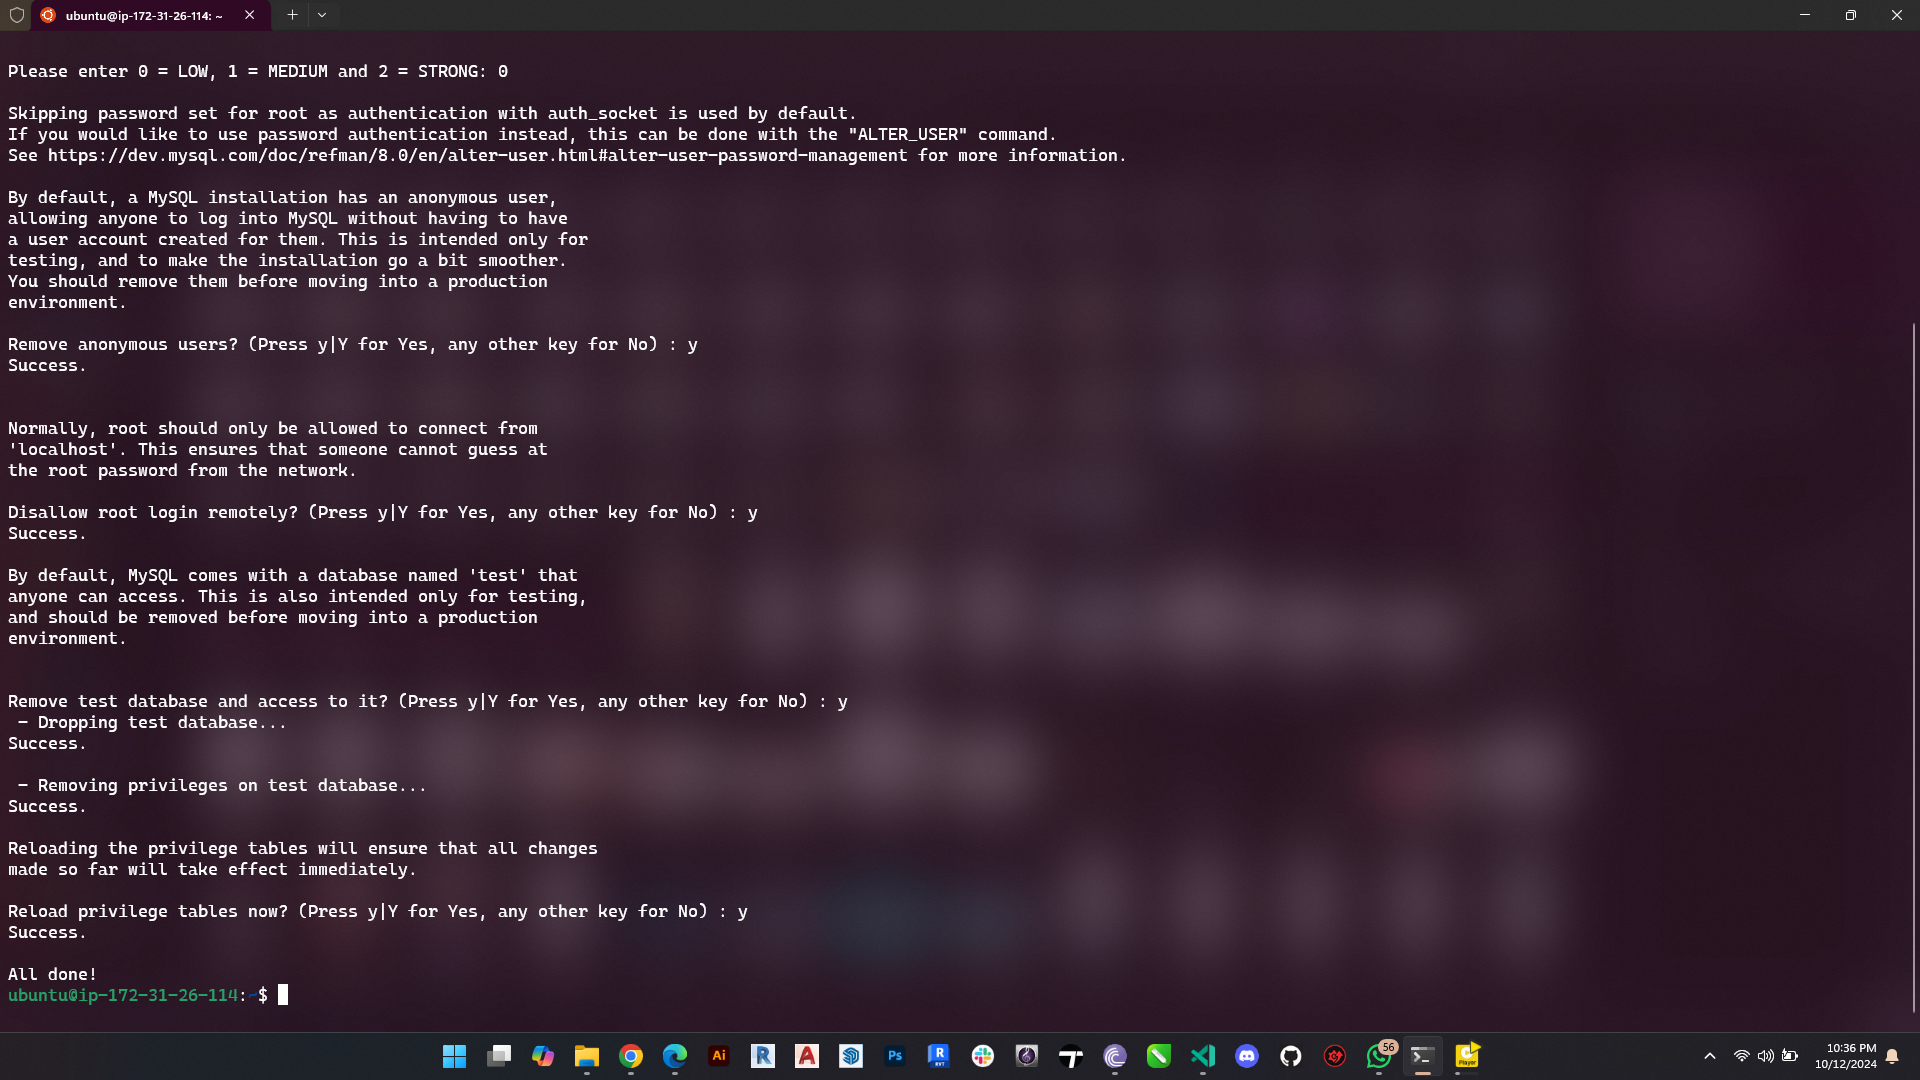 ubuntu@ip-172-31-26-114: ~
Please enter 0 = LOW, 1 = MEDIUM and 2 = STRONG: 0
Skipping password set for root as authentication with auth_socket is used by default.
If you would like to use password authentication instead, this can be done with the "ALTER_USER" command.
See https://dev.mysql.com/doc/refman/8.0/en/alter-user.html#alter-user-password-management for more information.
By default, a MySQL installation has an anonymous user,
allowing anyone to log into MySQL without having to have
a user account created for them. This is intended only for
testing, and to make the installation go a bit smoother.
You should remove them before moving into a production
environment.
Remove anonymous users? (Press y|Y for Yes, any other key for No) : y
Success.
Normally, root should only be allowed to connect from
'localhost'. This ensures that someone cannot guess at
the root password from the network.
Disallow root login remotely? (Press y|Y for Yes, any other key for No) : y
Success.
By default, MySQL comes with a database named 'test' that
anyone can access. This is also intended only for testing,
and should be removed before moving into a production
environment.
Remove test database and access to it? (Press y|Y for Yes, any other key for No) : y
- Dropping test database...
Success.
- Removing privileges on test database...
Success.
Reloading the privilege tables will ensure that all changes
made so far will take effect immediately.
Reload privilege tables now? (Press y|Y for Yes, any other key for No) : y
Success.
All done!
ubuntu@ip-172-31-26-114:~$
Ai
R
A
Ps
R
RVT
56
Player
10:36 PM
10/12/2024